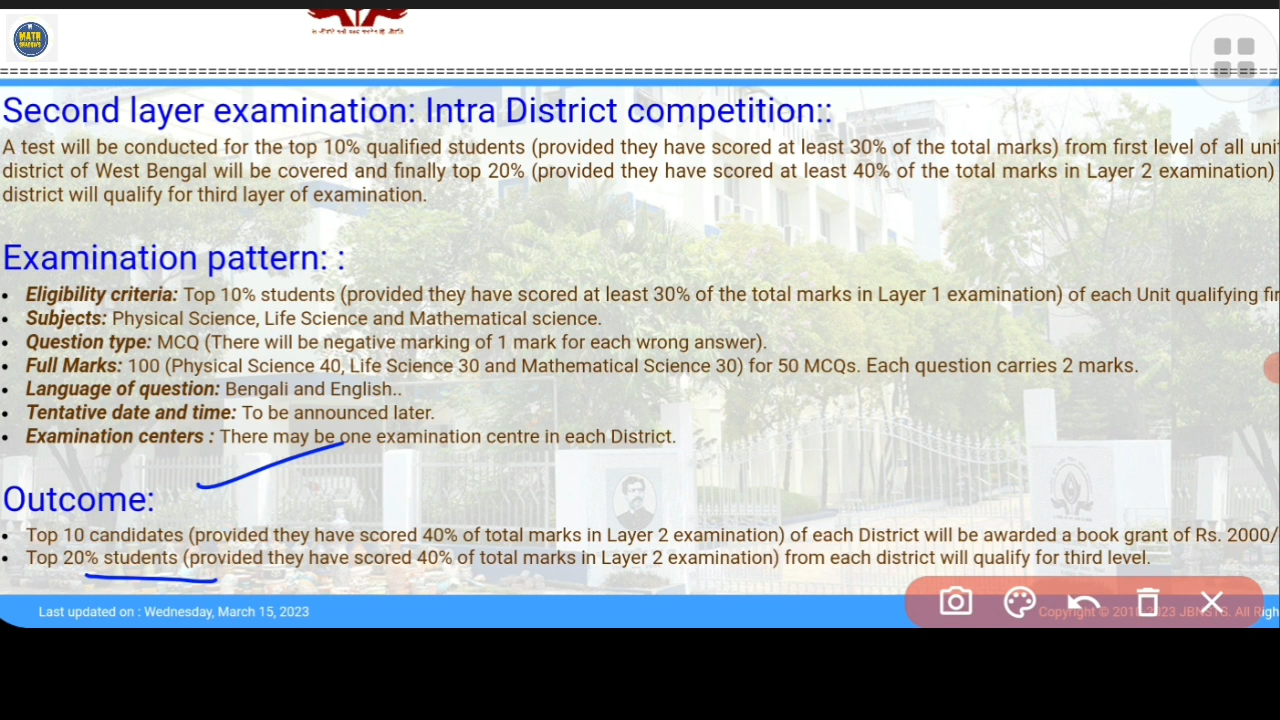 MATH
Second layer examination: Intra District competition::
A test will be conducted for the top 10% qualified students (provided they have scored at least 30% of the total marks) from first level of all
district of West Bengal will be covered and finally top 20% (provided they have scored at least 40% of the total marks in Layer 2 examination)
district will qualify for third layer of examination.
Examination pattern: :
• Eligibility criteria: Top 10% students (provided they have scored at least 30% of the total marks in Layer 1 examination) of each Unit qualifying
• Subjects: Physical Science, Life Science and Mathematical science.
• Question type: MCQ (There will be negative marking of 1 mark for each wrong answer).
• Full Marks: 100 (Physical Science 40, Life Science 30 and Mathematical Science 30) for 50 MCQs. Each question carries 2 marks.
• Language of question: Bengali and English..
• Tentative date and time: To be announced later.
• Examination centers : There may be one examination centre in each District.
Outcome:
• Top 10 candidates (provided they have scored 40% of total marks in Layer 2 examination) of each District will be awarded a book grant of Rs. 2000/
• Top 20% students (provided they have scored 40% of total marks in Layer 2 examination) from each district will qualify for third level.
Last updated on : Wednesday, March 15, 2023
Copyright © 2010-2023 JBNSTS. All